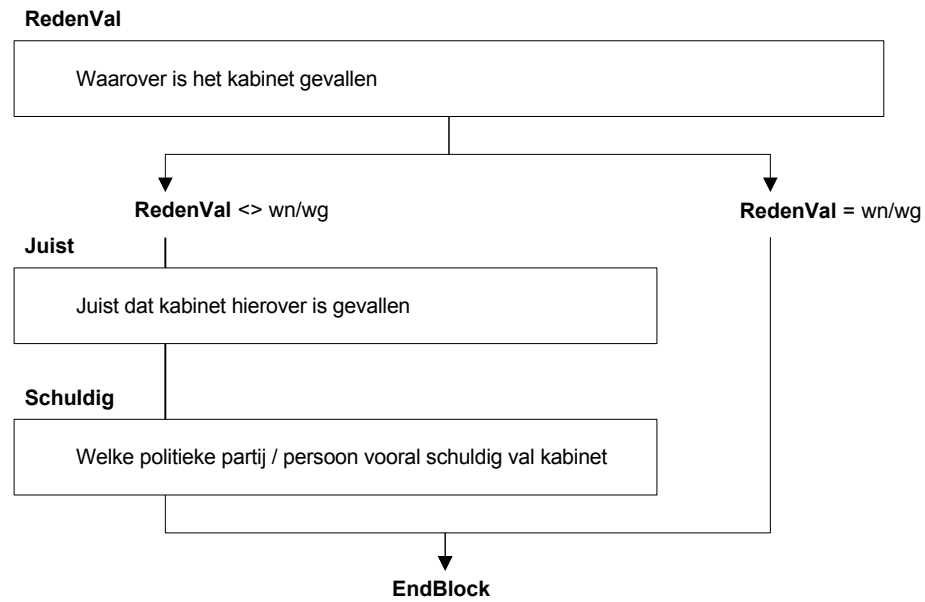 RedenVal
Waarover is het kabinet gevallen
RedenVal <> wn/wg
RedenVal = wn/wg
Juist
Juist dat kabinet hierover is gevallen
Schuldig
Welke politieke partij / persoon vooral schuldig val kabinet
EndBlock